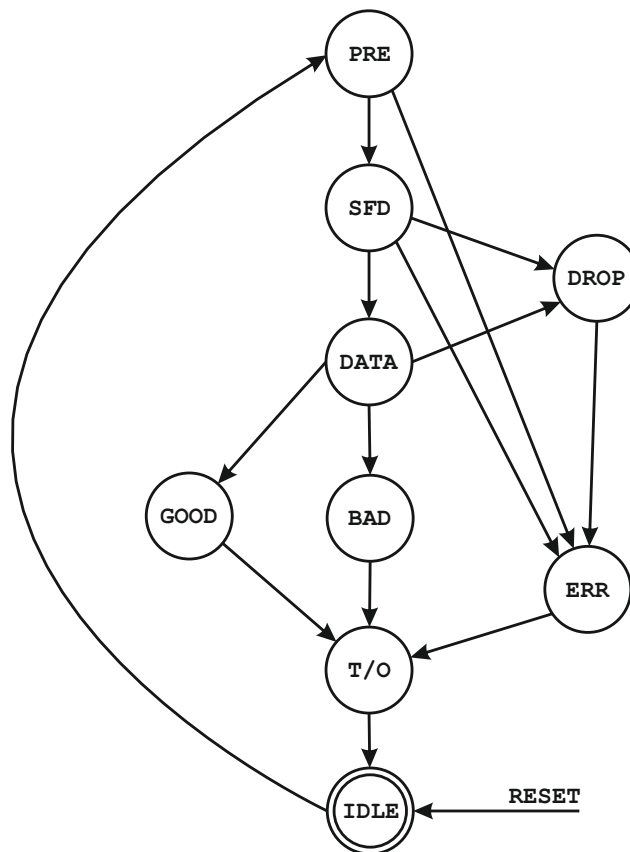 PRE
SFD
DROP
DATA
GOOD
BAD
ERR
T/O
RESET
IDLE